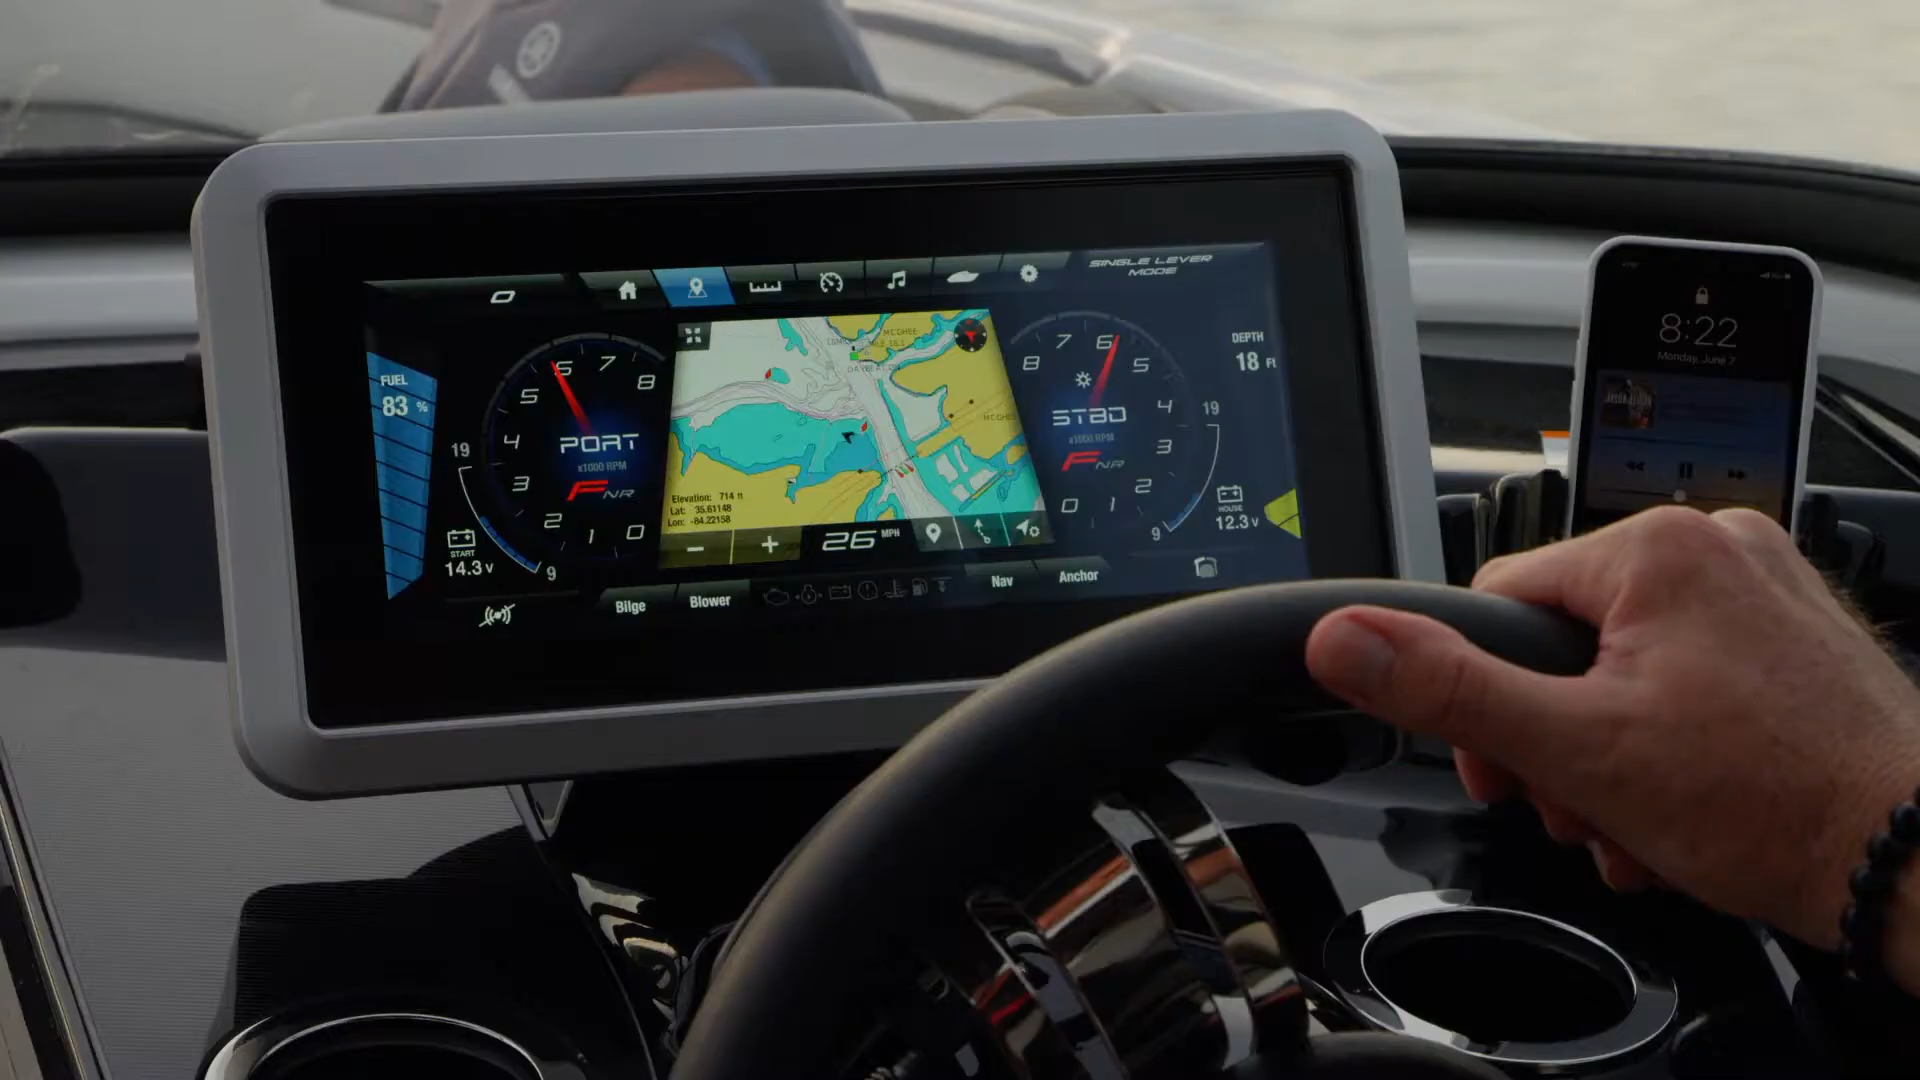 SINGLE LEVER
MODE
FUEL
83 %
5
6
7
8
4
3
2
1
0
PORT
x1000 RPM
FNR
19
9
START
14.3 V
MCGHEE
Elevation: 714 ft
Lat: 35.61148
Lon: -84.22158
26 MPH
8
7
6
5
4
3
2
1
0
STBD
x1000 RPM
FNR
19
9
DEPTH
18 Ft
HOUSE
12.3 V
Bilge
Blower
Nav
Anchor
8:22
Monday, June 7